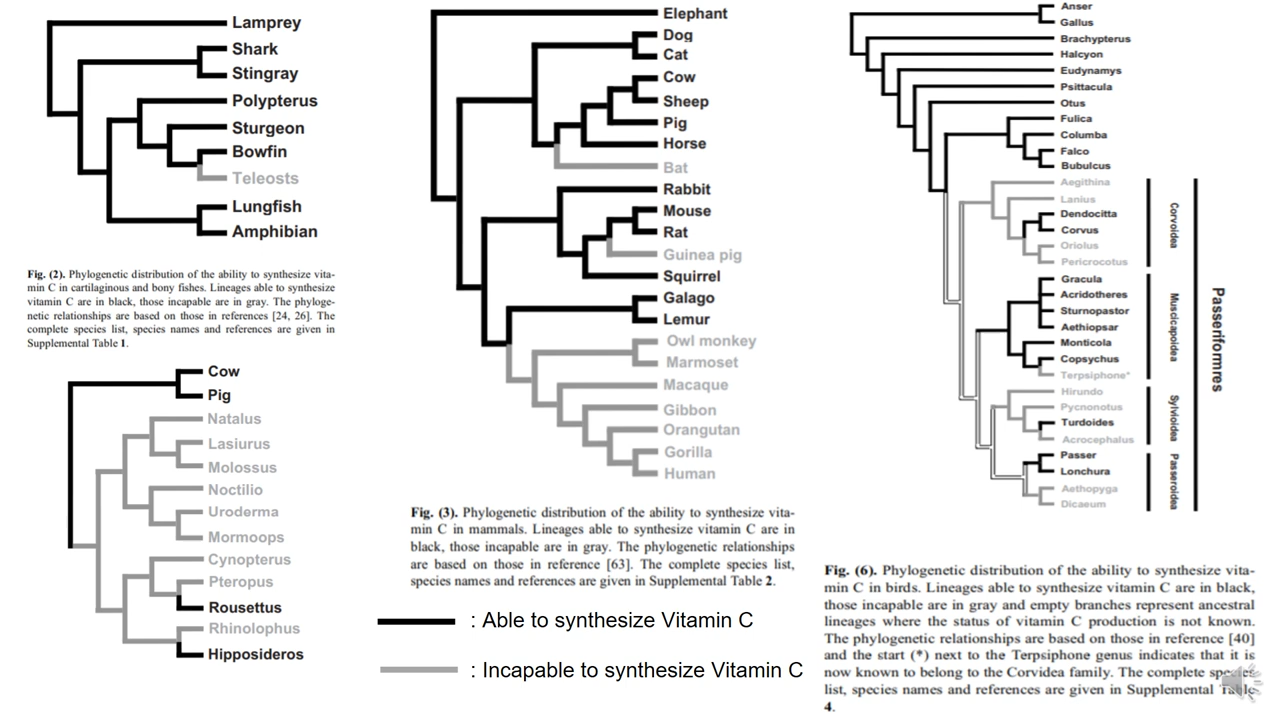 Lamprey
Shark
Stingray
Polypterus
Sturgeon
Bowfin
Teleosts
Lungfish
Amphibian
Fig. (2). Phylogenetic distribution of the ability to synthesize vita-
min C in cartilaginous and bony fishes. Lineages able to synthesize
vitamin C are in black, those incapable are in gray. The phyloge-
netic relationships are based on those in references [24, 26]. The
complete species list, species names and references are given in
Supplemental Table 1.
Cow
Pig
Natalus
Lasiurus
Molossus
Noctilio
Uroderma
Mormoops
Cynopterus
Pteropus
Rousettus
Rhinolophus
Hipposideros
Elephant
Dog
Cat
Cow
Sheep
Pig
Horse
Bat
Rabbit
Mouse
Rat
Guinea pig
Squirrel
Galago
Lemur
Owl monkey
Marmoset
Macaque
Gibbon
Orangutan
Gorilla
Human
Fig. (3). Phylogenetic distribution of the ability to synthesize vita-
min C in mammals. Lineages able to synthesize vitamin C are in
black, those incapable are in gray. The phylogenetic relationships
are based on those in reference [63]. The complete species list,
species names and references are given in Supplemental Table 2.
: Able to synthesize Vitamin C
: Incapable to synthesize Vitamin C
Anser
Gallus
Brachypterus
Halcyon
Eudynamys
Psittacula
Otus
Fulica
Columba
Falco
Bubulcus
Aegithina
Lanius
Dendocitta
Corvus
Oriolus
Pericrocotus
Gracula
Acridotheres
Sturnopastor
Aethiopsar
Monticola
Copsychus
Terpsiphone*
Hirundo
Pycnonotus
Turdoides
Acrocephalus
Passer
Lonchura
Aethopyga
Dicaeum
Corvoidea
Muscicapoidea
Sylvioidea
Passeroidea
Passeriformres
Fig. (6). Phylogenetic distribution of the ability to synthesize vita-
min C in birds. Lineages able to synthesize vitamin C are in black,
those incapable are in gray and empty branches represent ancestral
lineages where the status of vitamin C production is not known.
The phylogenetic relationships are based on those in reference [40]
and the start (*) next to the Terpsiphone genus indicates that it is
now known to belong to the Corvidea family. The complete species
list, species names and references are given in Supplemental Table
4.